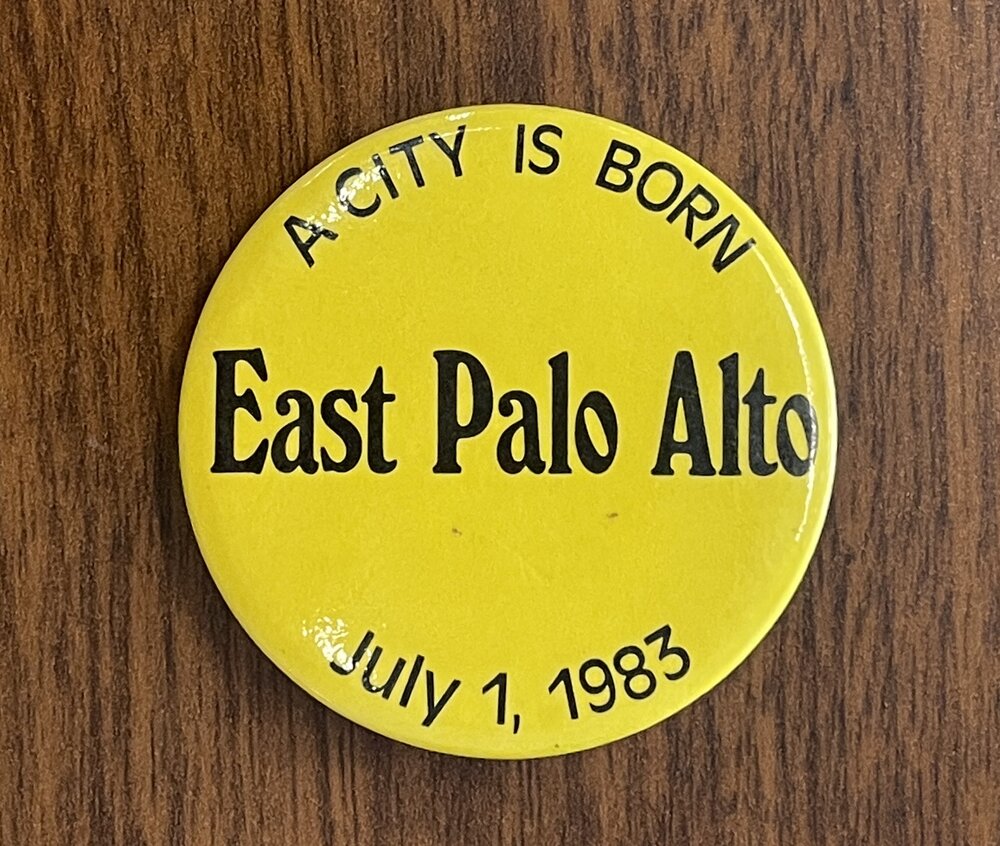 A CITY IS BORN
East Palo Alto
July 1, 1983